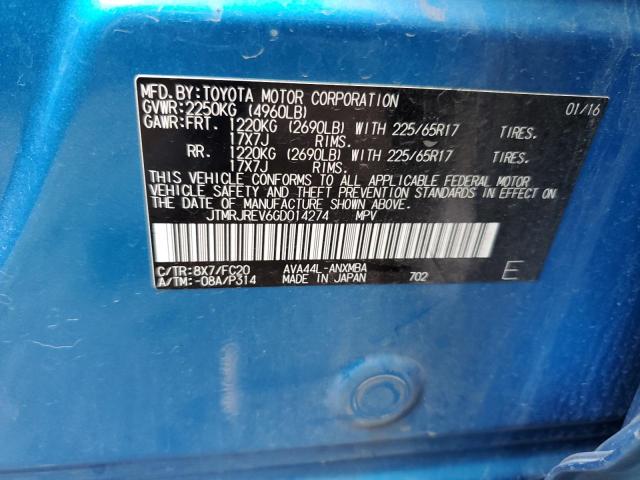 MFD.BY:TOYOTA MOTOR CORPORATION 01/16
GVWR:2250KG (4960LB)
GAWR:FRT. 1220KG (2690LB) WITH 225/65R17 TIRES.
17X7J RIMS.
RR. 1220KG (2690LB) WITH 225/65R17 TIRES.
17X7J RIMS.
THIS VEHICLE CONFORMS TO ALL APPLICABLE FEDERAL MOTOR
VEHICLE SAFETY AND THEFT PREVENTION STANDARDS IN EFFECT ON
THE DATE OF MANUFACTURE SHOWN ABOVE.
JTMRJREV6GD014274 MPV
C/TR:8X7/FC20 AVA44L-ANXMBA 702 E
A/TM:-08A/P314 MADE IN JAPAN